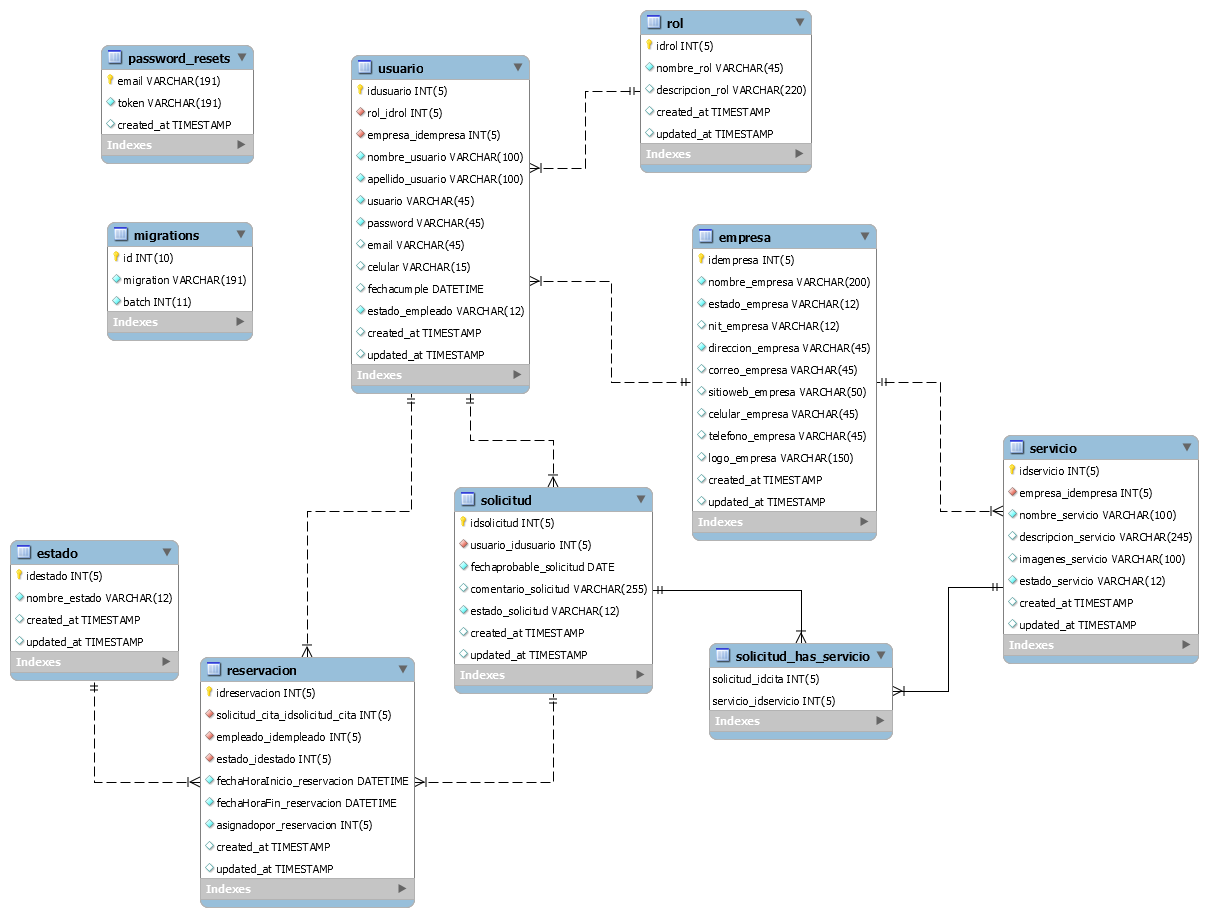 password_resets
email VARCHAR(191)
token VARCHAR(191)
created_at TIMESTAMP
Indexes
migrations
id INT(10)
migration VARCHAR(191)
batch INT(11)
Indexes
usuario
idusuario INT(5)
rol_idrol INT(5)
empresa_idempresa INT(5)
nombre_usuario VARCHAR(100)
apellido_usuario VARCHAR(100)
usuario VARCHAR(45)
password VARCHAR(45)
email VARCHAR(45)
celular VARCHAR(15)
fechacumple DATETIME
estado_empleado VARCHAR(12)
created_at TIMESTAMP
updated_at TIMESTAMP
Indexes
rol
idrol INT(5)
nombre_rol VARCHAR(45)
descripcion_rol VARCHAR(220)
created_at TIMESTAMP
updated_at TIMESTAMP
Indexes
empresa
idempresa INT(5)
nombre_empresa VARCHAR(200)
estado_empresa VARCHAR(12)
nit_empresa VARCHAR(12)
direccion_empresa VARCHAR(45)
correo_empresa VARCHAR(45)
sitioweb_empresa VARCHAR(50)
celular_empresa VARCHAR(45)
telefono_empresa VARCHAR(45)
logo_empresa VARCHAR(150)
created_at TIMESTAMP
updated_at TIMESTAMP
Indexes
servicio
idservicio INT(5)
empresa_idempresa INT(5)
nombre_servicio VARCHAR(100)
descripcion_servicio VARCHAR(245)
imagenes_servicio VARCHAR(100)
estado_servicio VARCHAR(12)
created_at TIMESTAMP
updated_at TIMESTAMP
Indexes
solicitud
idsolicitud INT(5)
usuario_idusuario INT(5)
fechaprobable_solicitud DATE
comentario_solicitud VARCHAR(255)
estado_solicitud VARCHAR(12)
created_at TIMESTAMP
updated_at TIMESTAMP
Indexes
estado
idestado INT(5)
nombre_estado VARCHAR(12)
created_at TIMESTAMP
updated_at TIMESTAMP
Indexes
solicitud_has_servicio
solicitud_idcita INT(5)
servicio_idservicio INT(5)
Indexes
reservacion
idreservacion INT(5)
solicitud_cita_idsolicitud_cita INT(5)
empleado_idempleado INT(5)
estado_idestado INT(5)
fechaHoraInicio_reservacion DATETIME
fechaHoraFin_reservacion DATETIME
asignadopor_reservacion INT(5)
created_at TIMESTAMP
updated_at TIMESTAMP
Indexes